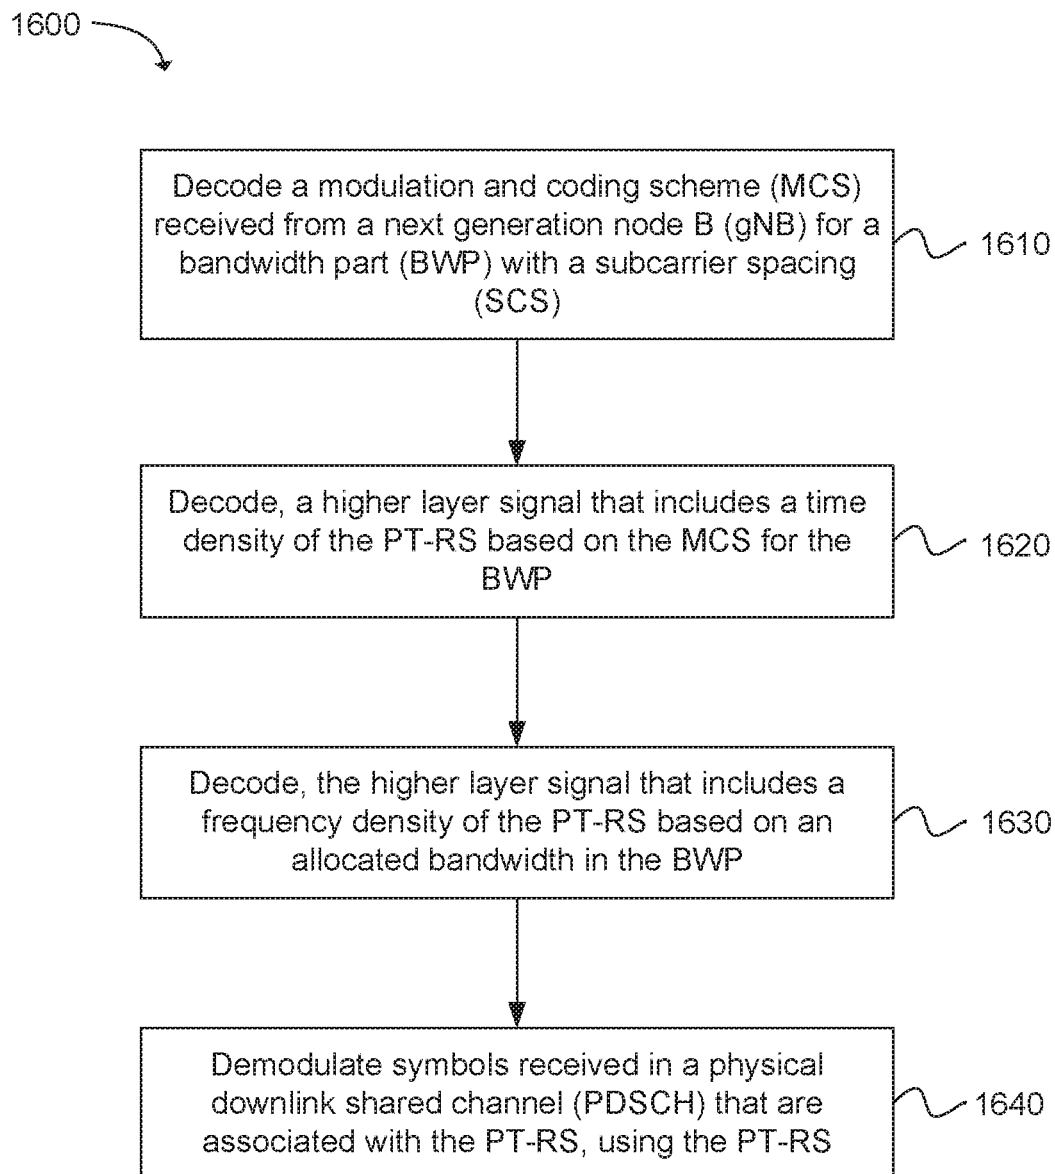 1600
Decode a modulation and coding scheme (MCS)
received from a next generation node B (gNB) for a
bandwidth part (BWP) with a subcarrier spacing
(SCS)
1610
Decode, a higher layer signal that includes a time
density of the PT-RS based on the MCS for the
BWP
1620
Decode, the higher layer signal that includes a
frequency density of the PT-RS based on an
allocated bandwidth in the BWP
1630
Demodulate symbols received in a physical
downlink shared channel (PDSCH) that are
associated with the PT-RS, using the PT-RS
1640